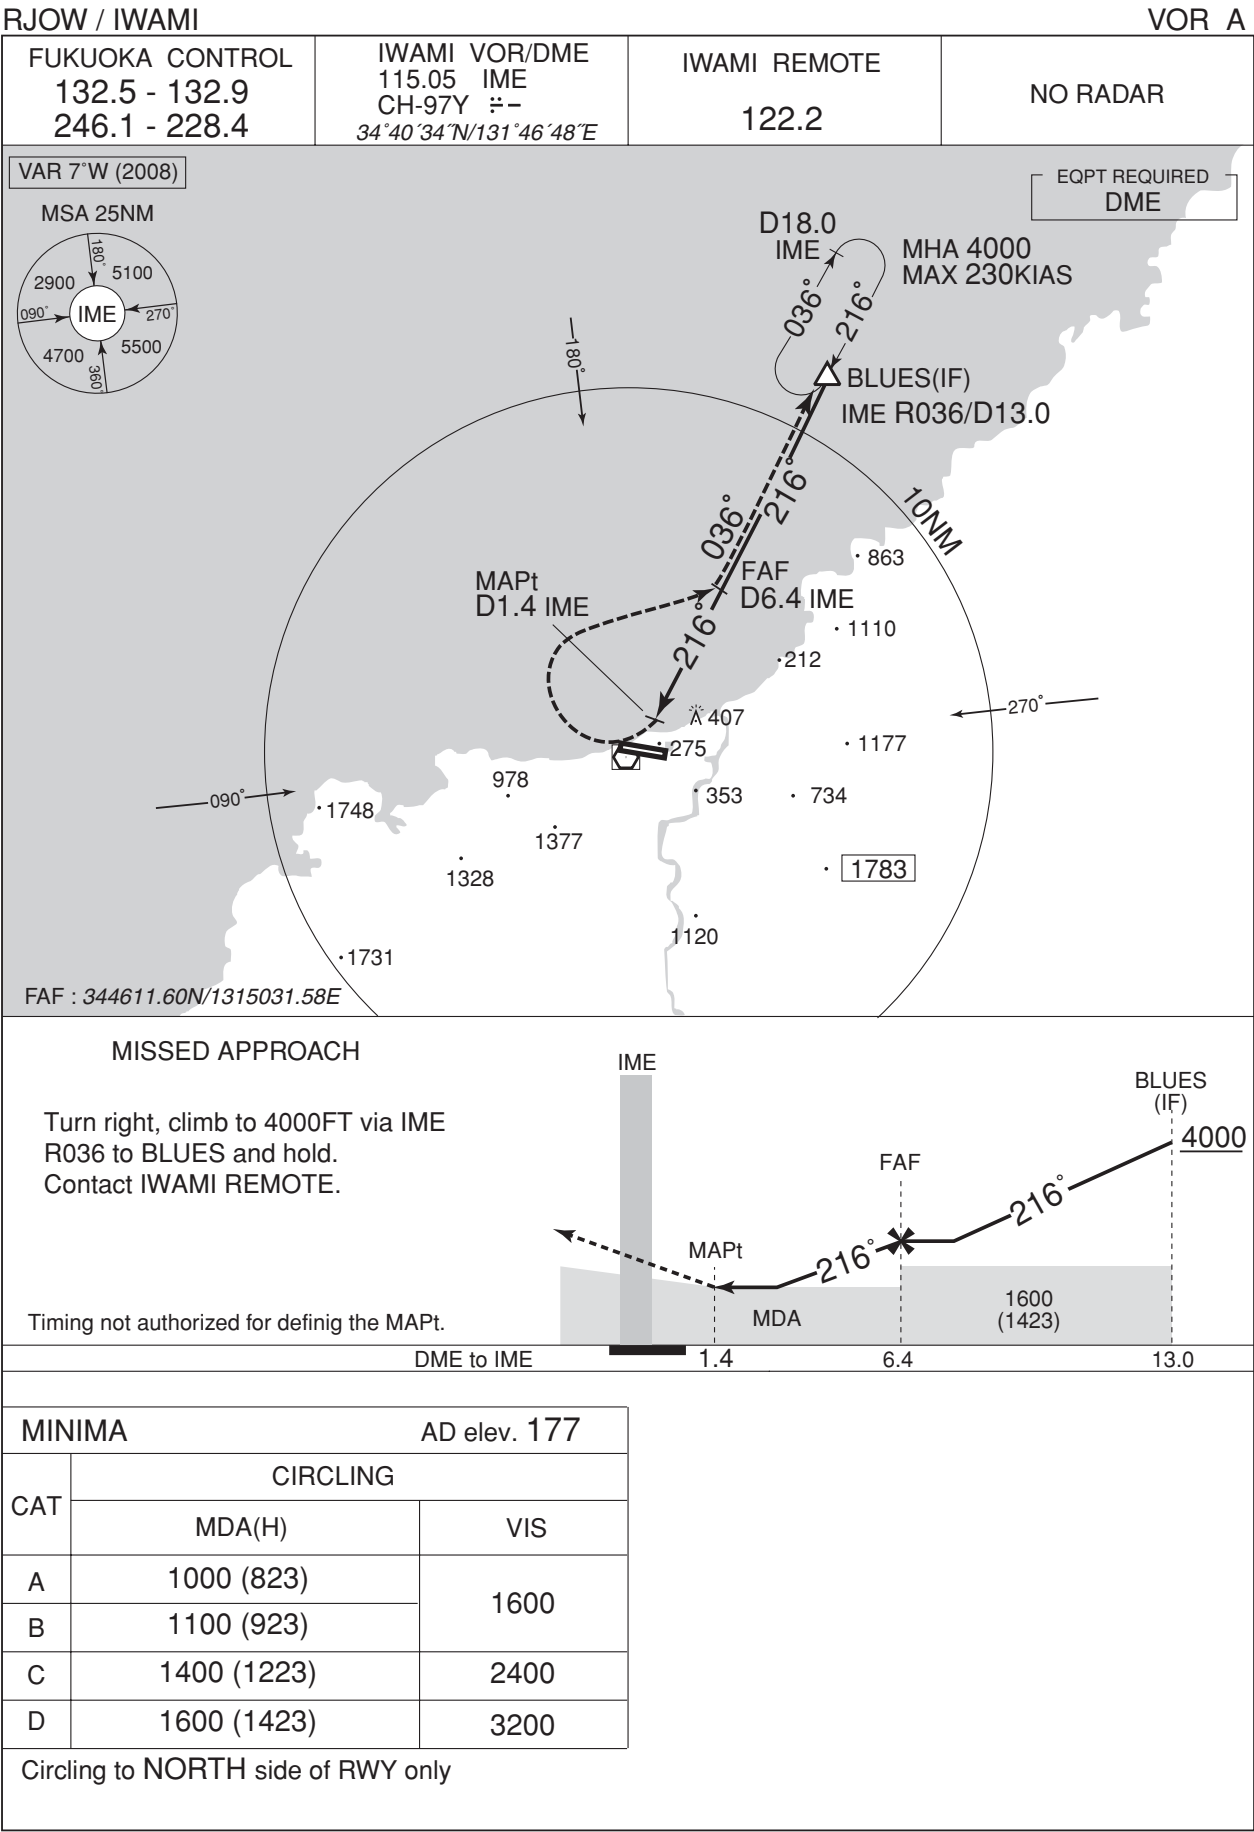 RJOW / IWAMI
VOR A
FUKUOKA CONTROL
132.5 - 132.9
246.1 - 228.4
IWAMI VOR/DME
115.05 IME
CH-97Y
34°40´34˝N/131°46´48˝E
IWAMI REMOTE
122.2
NO RADAR
VAR 7°W (2008)
EQPT REQUIRED
DME
MSA 25NM
180°
2900
5100
090°
IME
270°
4700
5500
360°
D18.0
IME
MHA 4000
MAX 230KIAS
036°
216°
180°
BLUES(IF)
IME R036/D13.0
216°
036°
10NM
863
MAPt
D1.4 IME
FAF
D6.4 IME
216°
1110
212
270°
407
275
1177
978
353
734
090°
1748
1377
1328
1783
1120
1731
FAF : 344611.60N/1315031.58E
MISSED APPROACH
Turn right, climb to 4000FT via IME
R036 to BLUES and hold.
Contact IWAMI REMOTE.
IME
BLUES
(IF)
4000
FAF
216°
MAPt
216°
1600
(1423)
MDA
Timing not authorized for definig the MAPt.
DME to IME
1.4
6.4
13.0
MINIMA
AD elev. 177
CAT
CIRCLING
MDA(H)
VIS
A
1000 (823)
1600
B
1100 (923)
C
1400 (1223)
2400
D
1600 (1423)
3200
Circling to NORTH side of RWY only